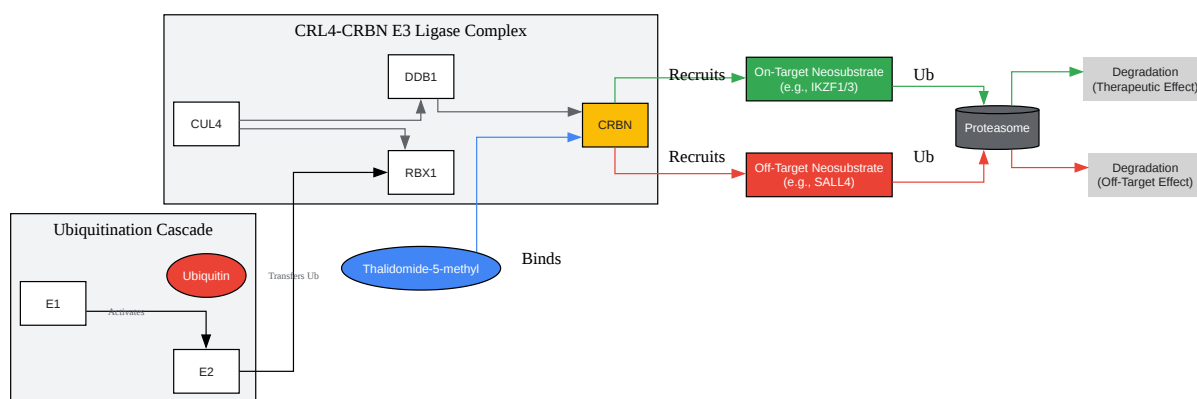 CRL4-CRBN E3 Ligase Complex
DDB1
CUL4
CRBN
RBX1
Recruits
On-Target Neosubstrate
(e.g., IKZF1/3)
Ub
Degradation
(Therapeutic Effect)
Proteasome
Recruits
Off-Target Neosubstrate
(e.g., SALL4)
Ub
Degradation
(Off-Target Effect)
Ubiquitination Cascade
Ubiquitin
Transfers Ub
Thalidomide-5-methyl
Binds
E1
Activates
E2